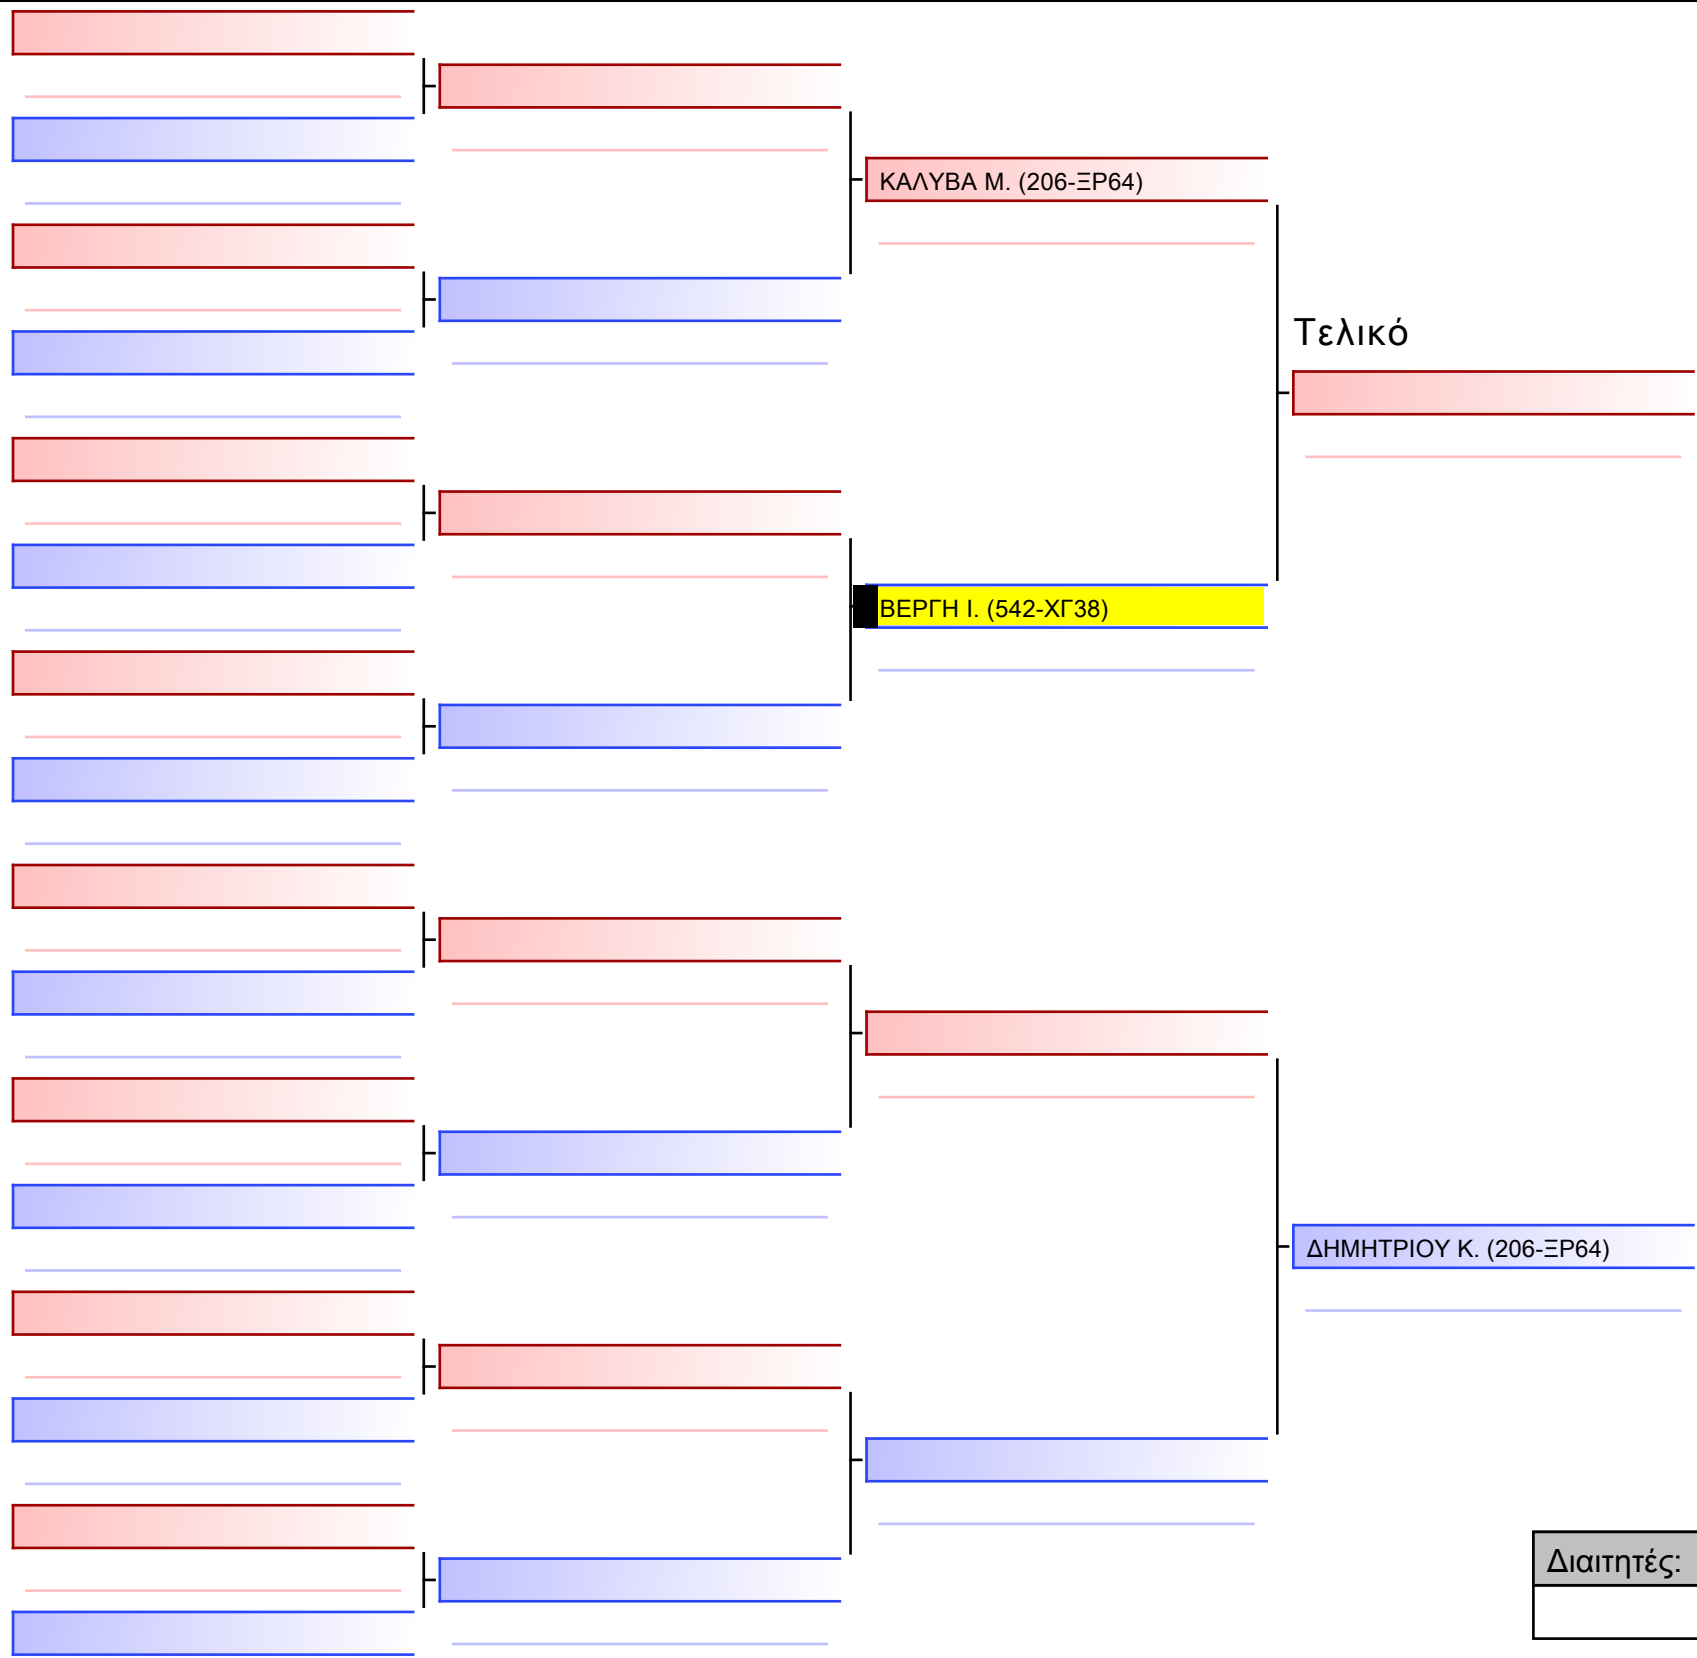 ΚΑΛΥΒΑ Μ. (206-ΞΡ64)
Τελικό
ΒΕΡΓΗ Ι. (542-ΧΓ38)
ΔΗΜΗΤΡΙΟΥ Κ. (206-ΞΡ64)
Διαιτητές: